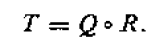 T = Q ∘ R.